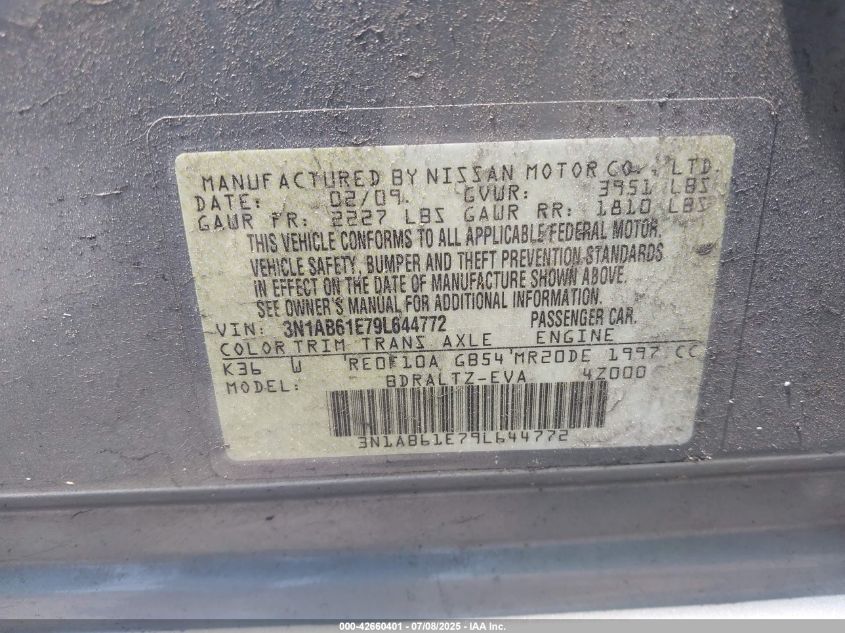 MANUFACTURED BY NISSAN MOTOR CO., LTD.
DATE: 02/09. GVWR: 3951 LBS
GAWR FR: 2227 LBS GAWR RR: 1810 LBS
THIS VEHICLE CONFORMS TO ALL APPLICABLE FEDERAL MOTOR
VEHICLE SAFETY, BUMPER AND THEFT PREVENTION STANDARDS
IN EFFECT ON THE DATE OF MANUFACTURE SHOWN ABOVE.
SEE OWNER'S MANUAL FOR ADDITIONAL INFORMATION.
VIN: 3N1AB61E79L644772 PASSENGER CAR.
COLOR TRIM TRANS AXLE ENGINE
K36 W RE0F10A GB54 MR20DE 1997 CC
MODEL: BDRALTZ-EVA 4Z000
3N1AB61E79L644772
000-42660401 - 07/08/2025 - IAA Inc.